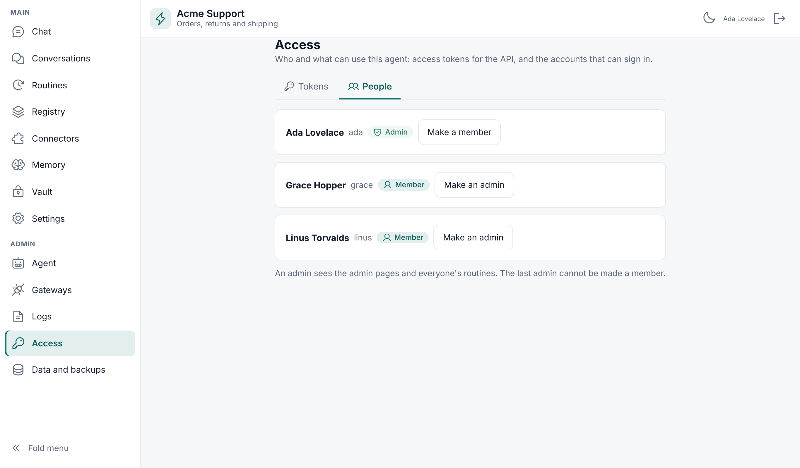 MAIN
Chat
Conversations
Routines
Registry
Connectors
Memory
Vault
Settings
ADMIN
Agent
Gateways
Logs
Access
Data and backups
Fold menu
Acme Support
Orders, returns and shipping
Ada Lovelace
Access
Who and what can use this agent: access tokens for the API, and the accounts that can sign in.
Tokens People
Ada Lovelace ada Admin Make a member
Grace Hopper grace Member Make an admin
Linus Torvalds linus Member Make an admin
An admin sees the admin pages and everyone's routines. The last admin cannot be made a member.